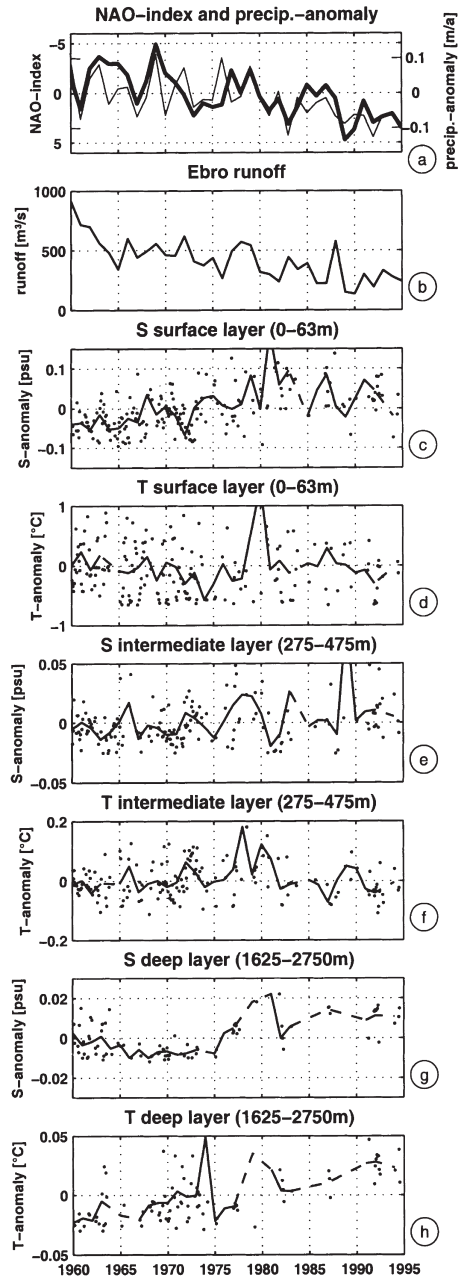 NAO−index and precip.−anomaly
−5
0
5
NAO−index
0.1
0
−0.1
precip.−anomaly [m/a]
a
Ebro runoff
1000
500
0
runoff [m³/s]
b
S surface layer (0−63m)
0.1
0
−0.1
S−anomaly [psu]
c
T surface layer (0−63m)
1
0
−1
T−anomaly [°C]
d
S intermediate layer (275−475m)
0.05
0
−0.05
S−anomaly [psu]
e
T intermediate layer (275−475m)
0.2
0
−0.2
T−anomaly [°C]
f
S deep layer (1625−2750m)
0.02
0
−0.02
S−anomaly [psu]
g
T deep layer (1625−2750m)
0.05
0
−0.05
T−anomaly [°C]
h
1960 1965 1970 1975 1980 1985 1990 1995